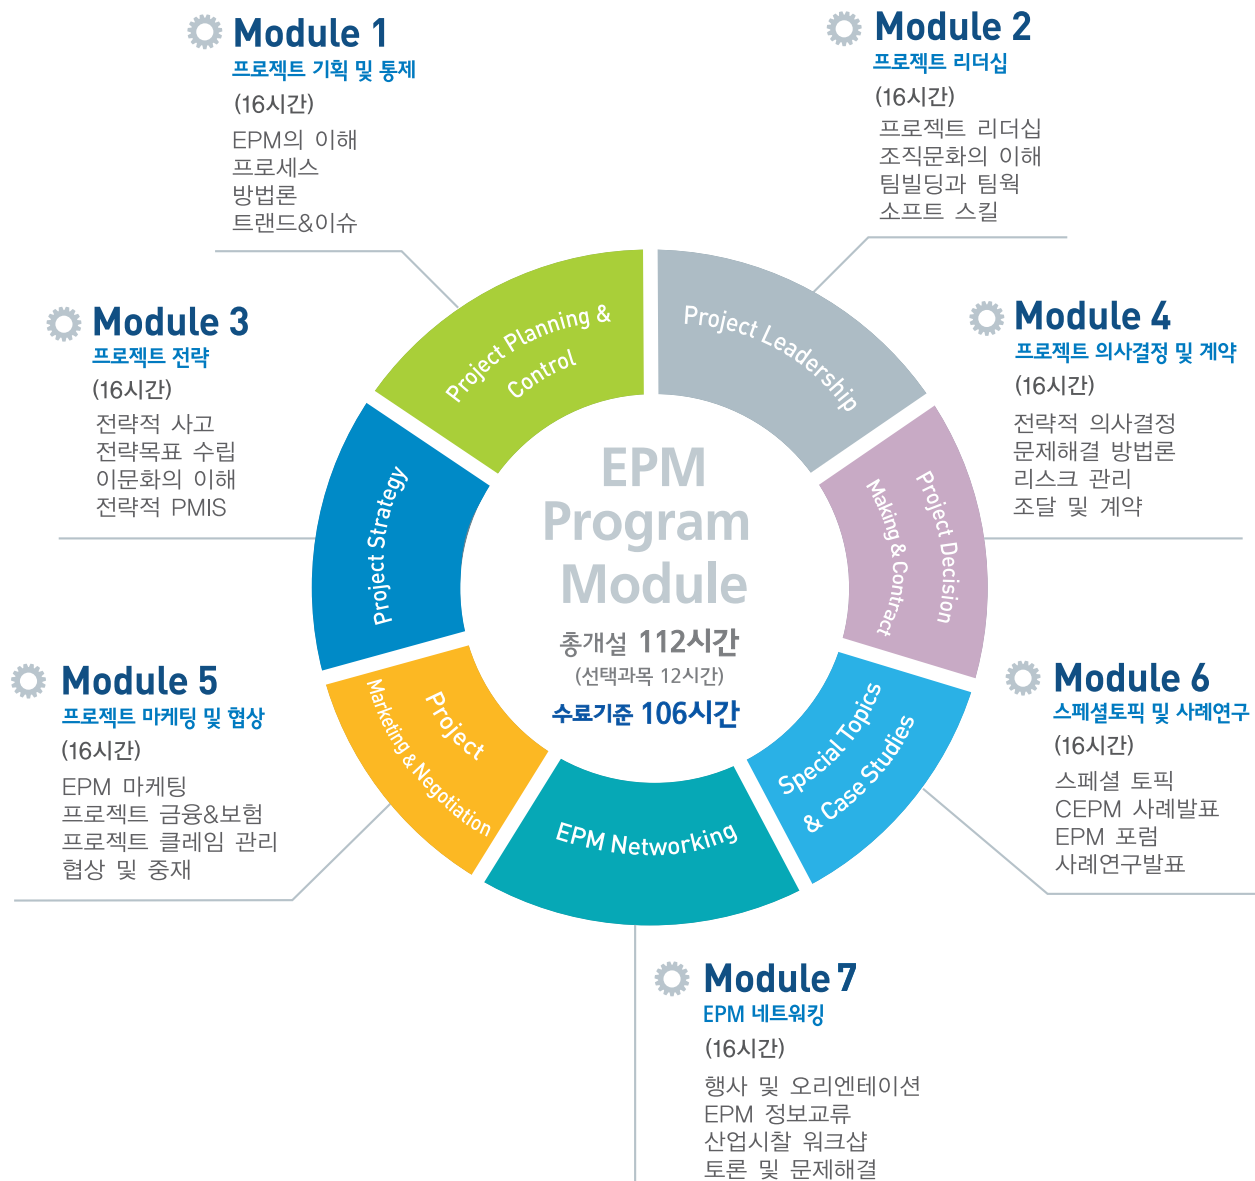 Module 1
프로젝트 기획 및 통제
(16시간)
EPM의 이해
프로세스
방법론
트랜드&이슈
Module 2
프로젝트 리더십
(16시간)
프로젝트 리더십
조직문화의 이해
팀빌딩과 팀웍
소프트 스킬
Module 3
프로젝트 전략
(16시간)
전략적 사고
전략목표 수립
이문화의 이해
전략적 PMIS
Module 4
프로젝트 의사결정 및 계약
(16시간)
전략적 의사결정
문제해결 방법론
리스크 관리
조달 및 계약
Project Planning &
Control
Project Leadership
Project Strategy
Project Decision
Making & Contract
EPM
Program
Module
총개설 112시간
(선택과목 12시간)
수료기준 106시간
Project
Marketing & Negotiation
Special Topics
& Case Studies
EPM Networking
Module 5
프로젝트 마케팅 및 협상
(16시간)
EPM 마케팅
프로젝트 금융&보험
프로젝트 클레임 관리
협상 및 중재
Module 6
스페셜토픽 및 사례연구
(16시간)
스페셜 토픽
CEPM 사례발표
EPM 포럼
사례연구발표
Module 7
EPM 네트워킹
(16시간)
행사 및 오리엔테이션
EPM 정보교류
산업시찰 워크샵
토론 및 문제해결